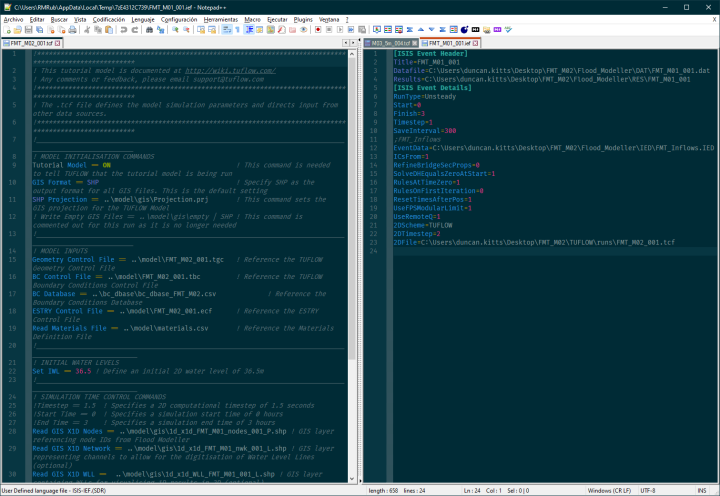 C:\Users\RMRub\AppData\Local\Temp\7zE4312C739\FMT_M01_001.ief - Notepad++
Archivo Editar Buscar Vista Codificación Lenguaje Configuración Herramientas Macro Ejecutar Plugins Ventana ?
FMT_M02_001.tcf
1
2 ! This tutorial model is documented at http://wiki.tuflow.com/
3 ! Any comments or feedback, please email support@tuflow.com
4
5
6 ! The .tcf file defines the model simulation parameters and directs input from
other data sources.
7
8 ! MODEL INITIALISATION COMMANDS
9 Tutorial Model == ON ! This command is needed
to tell TUFLOW that the tutorial model is being run
10 GIS Format == SHP ! Specify SHP as the
output format for all GIS files. This is the default setting
11 SHP Projection == ..\model\gis\Projection.prj ! This command sets the
GIS projection for the TUFLOW Model
12 ! Write Empty GIS Files == ..\model\gis\empty | SHP ! This command is
commented out for this run as it is no longer needed
13
14 ! MODEL INPUTS
15 Geometry Control File == ..\model\FMT_M02_001.tgc ! Reference the TUFLOW
Geometry Control File
16 BC Control File == ..\model\FMT_M02_001.tbc ! Reference the TUFLOW
Boundary Conditions Control File
17 BC Database == ..\bc_dbase\bc_dbase_FMT_M02.csv ! Reference the
Boundary Conditions Database
18 ESTRY Control File == ..\model\FMT_M02_001.ecf ! Reference the ESTRY
Control File
19 Read Materials File == ..\model\materials.csv ! Reference the Materials
Definition File
20
21 ! INITIAL WATER LEVELS
22 Set IWL == 36.5 ! Define an initial 2D water level of 36.5m
23
24 ! SIMULATION TIME CONTROL COMMANDS
25 !Timestep == 1.5 ! Specifies a 2D computational timestep of 1.5 seconds
26 !Start Time == 0 ! Specifies a simulation start time of 0 hours
27 !End Time == 3 ! Specifies a simulation end time of 3 hours
28 Read GIS X1D Nodes == ..\model\gis\1d_x1d_FMT_M01_nodes_001_P.shp ! GIS layer
referencing node IDs from Flood Modeller
29 Read GIS X1D Network == ..\model\gis\1d_x1d_FMT_M01_nwk_001_L.shp ! GIS layer
representing channels to allow for the digitisation of Water Level Lines
(optional)
30 Read GIS X1D WLL == ..\model\gis\1d_x1d_WLL_FMT_M01_001_L.shp ! GIS layer
M03_5m_004.tcf FMT_M01_001.ief
1 [ISIS Event Header]
2 Title=FMT_M01_001
3 Datafile=C:\Users\duncan.kitts\Desktop\FMT_M02\Flood_Modeller\DAT\FMT_M01_001.dat
4 Results=C:\Users\duncan.kitts\Desktop\FMT_M02\Flood_Modeller\RES\FMT_M01_001
5 [ISIS Event Details]
6 RunType=Unsteady
7 Start=0
8 Finish=3
9 Timestep=1
10 SaveInterval=300
11 ;FMT_Inflows
12 EventData=C:\Users\duncan.kitts\Desktop\FMT_M02\Flood_Modeller\IED\FMT_Inflows.IED
13 ICsFrom=1
14 RefineBridgeSecProps=0
15 SolveDHEqualsZeroAtStart=1
16 RulesAtTimeZero=1
17 RulesOnFirstIteration=0
18 ResetTimesAfterPos=1
19 UseFPSModularLimit=1
20 UseRemoteQ=1
21 2DScheme=TUFLOW
22 2DTimestep=2
23 2DFile=C:\Users\duncan.kitts\Desktop\FMT_M02\TUFLOW\runs\FMT_M02_001.tcf
24
User Defined language file - ISIS-IEF.(SDR) length : 658 lines : 24 Ln : 24 Col : 1 Sel : 0 | 0 Windows (CR LF) UTF-8 INS